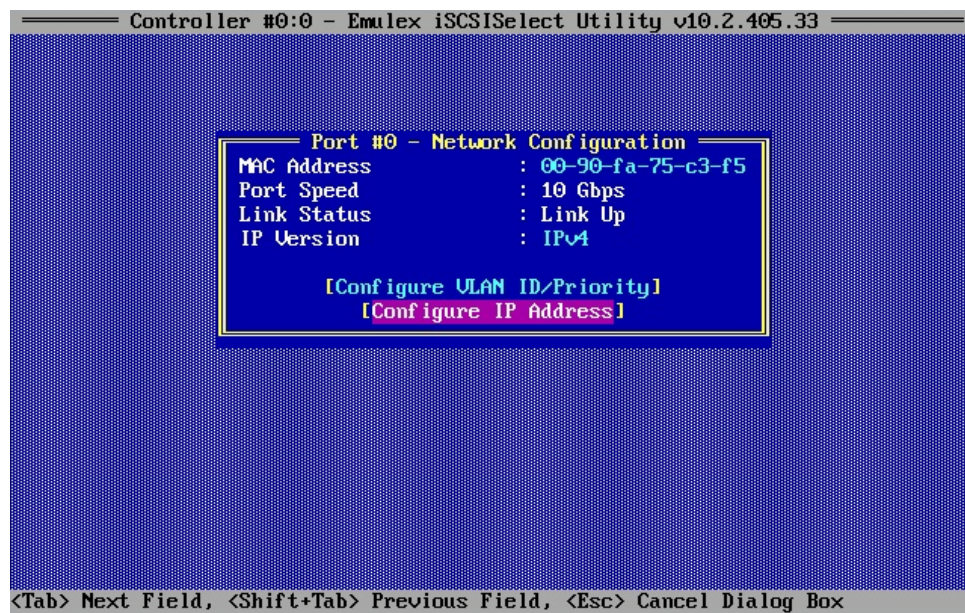 Controller #0:0 - Emulex iSCSISelect Utility v10.2.405.33
Port #0 - Network Configuration
MAC Address : 00-90-fa-75-c3-f5
Port Speed : 10 Gbps
Link Status : Link Up
IP Version : IPv4
[Configure VLAN ID/Priority]
[Configure IP Address]
<Tab> Next Field, <Shift+Tab> Previous Field, <Esc> Cancel Dialog Box